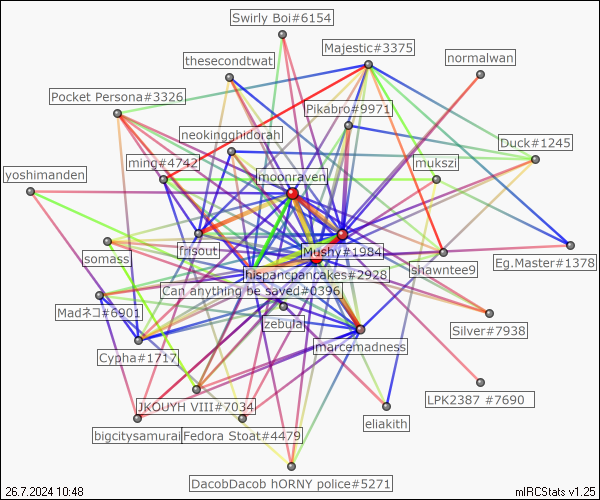 Swirly Boi#6154
Majestic#3375
thesecondtwat
normalwan
Pocket Persona#3326
Pikabro#9971
neokingghidorah
Duck#1245
ming#4742
mukszi
yoshimanden
moonraven
somass
frisout
Mushy#1984
Eg.Master#1378
shawntee9
hispancpancakes#2928
Can anything be saved#0396
Madネコ#6901
zebulal
Silver#7938
Cypha#1717
marcemadness
JKOUYH VIII#7034
LPK2387 #7690
eliakith
bigcitysamurai
Fedora Stoat#4479
DacobDacob hORNY police#5271
26.7.2024 10:48
mIRCStats v1.25